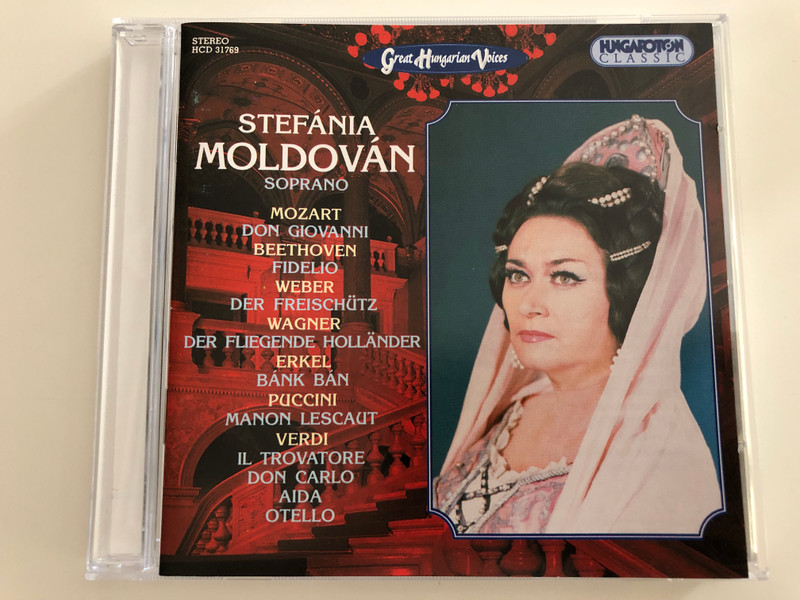 STEREO
HCD 31769
Great Hungarian Voices
HUNGAROTON
CLASSIC
STEFÁNIA
MOLDOVÁN
SOPRANO
MOZART
DON GIOVANNI
BEETHOVEN
FIDELIO
WEBER
DER FREISCHÜTZ
WAGNER
DER FLIEGENDE HOLLÄNDER
ERKEL
BÁNK BÁN
PUCCINI
MANON LESCAUT
VERDI
IL TROVATORE
DON CARLO
AIDA
OTELLO